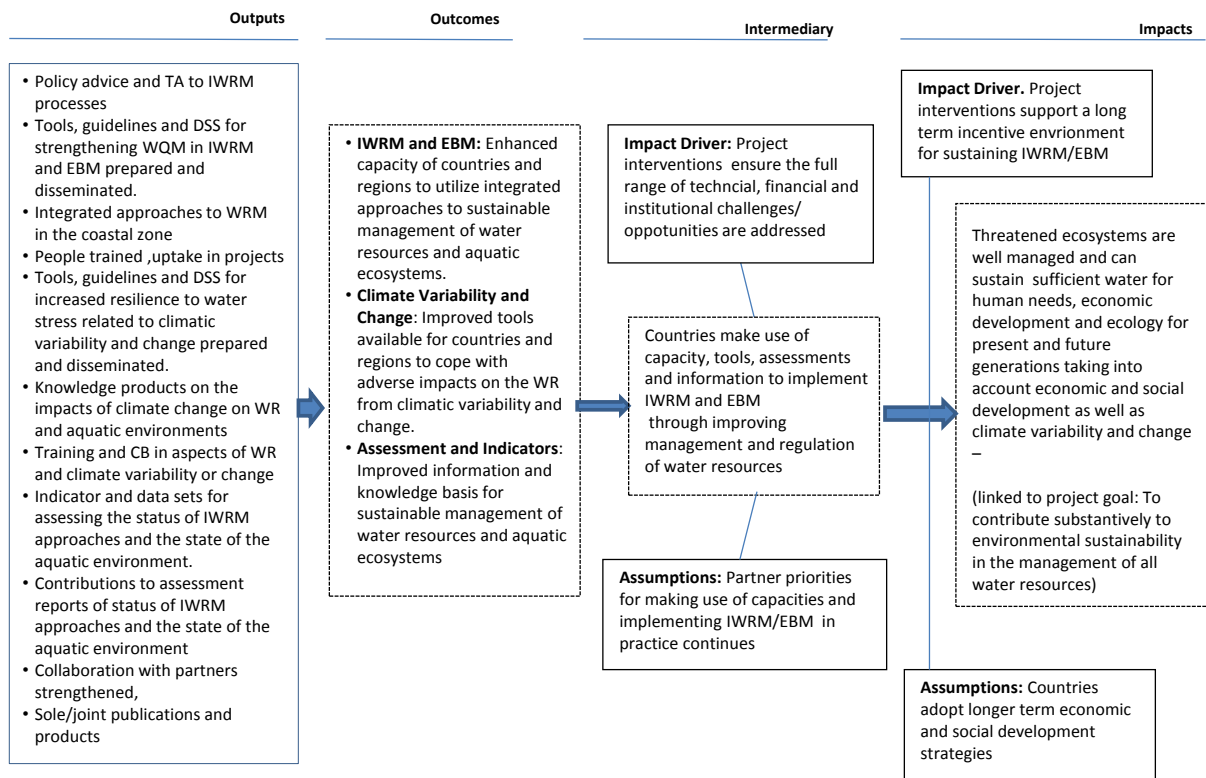 Outputs
Outcomes
Intermediary
Impacts
• Policy advice and TA to IWRM
processes
• Tools, guidelines and DSS for
strengthening WQM in IWRM
and EBM prepared and
disseminated.
• Integrated approaches to WRM
in the coastal zone
• People trained ,uptake in projects
• Tools, guidelines and DSS for
increased resilience to water
stress related to climatic
variability and change prepared
and disseminated.
• Knowledge products on the
impacts of climate change on WR
and aquatic environments
• Training and CB in aspects of WR
and climate variability or change
• Indicator and data sets for
assessing the status of IWRM
approaches and the state of the
aquatic environment.
• Contributions to assessment
reports of status of IWRM
approaches and the state of the
aquatic environment
• Collaboration with partners
strengthened,
• Sole/joint publications and
products
• IWRM and EBM: Enhanced
capacity of countries and
regions to utilize integrated
approaches to sustainable
management of water
resources and aquatic
ecosystems.
• Climate Variability and
Change: Improved tools
available for countries and
regions to cope with
adverse impacts on the WR
from climatic variability and
change.
• Assessment and Indicators:
Improved information and
knowledge basis for
sustainable management of
water resources and aquatic
ecosystems
Impact Driver: Project
interventions ensure the full
range of techncial, financial and
institutional challenges/
oppotunities are addressed
Countries make use of
capacity, tools, assessments
and information to implement
IWRM and EBM
through improving
management and regulation
of water resources
Assumptions: Partner priorities
for making use of capacities and
implementing IWRM/EBM in
practice continues
Impact Driver. Project
interventions support a long
term incentive envrionment
for sustaining IWRM/EBM
Threatened ecosystems are
well managed and can
sustain sufficient water for
human needs, economic
development and ecology for
present and future
generations taking into
account economic and social
development as well as
climate variability and change
–
(linked to project goal: To
contribute substantively to
environmental sustainability
in the management of all
water resources)
Assumptions: Countries
adopt longer term economic
and social development
strategies